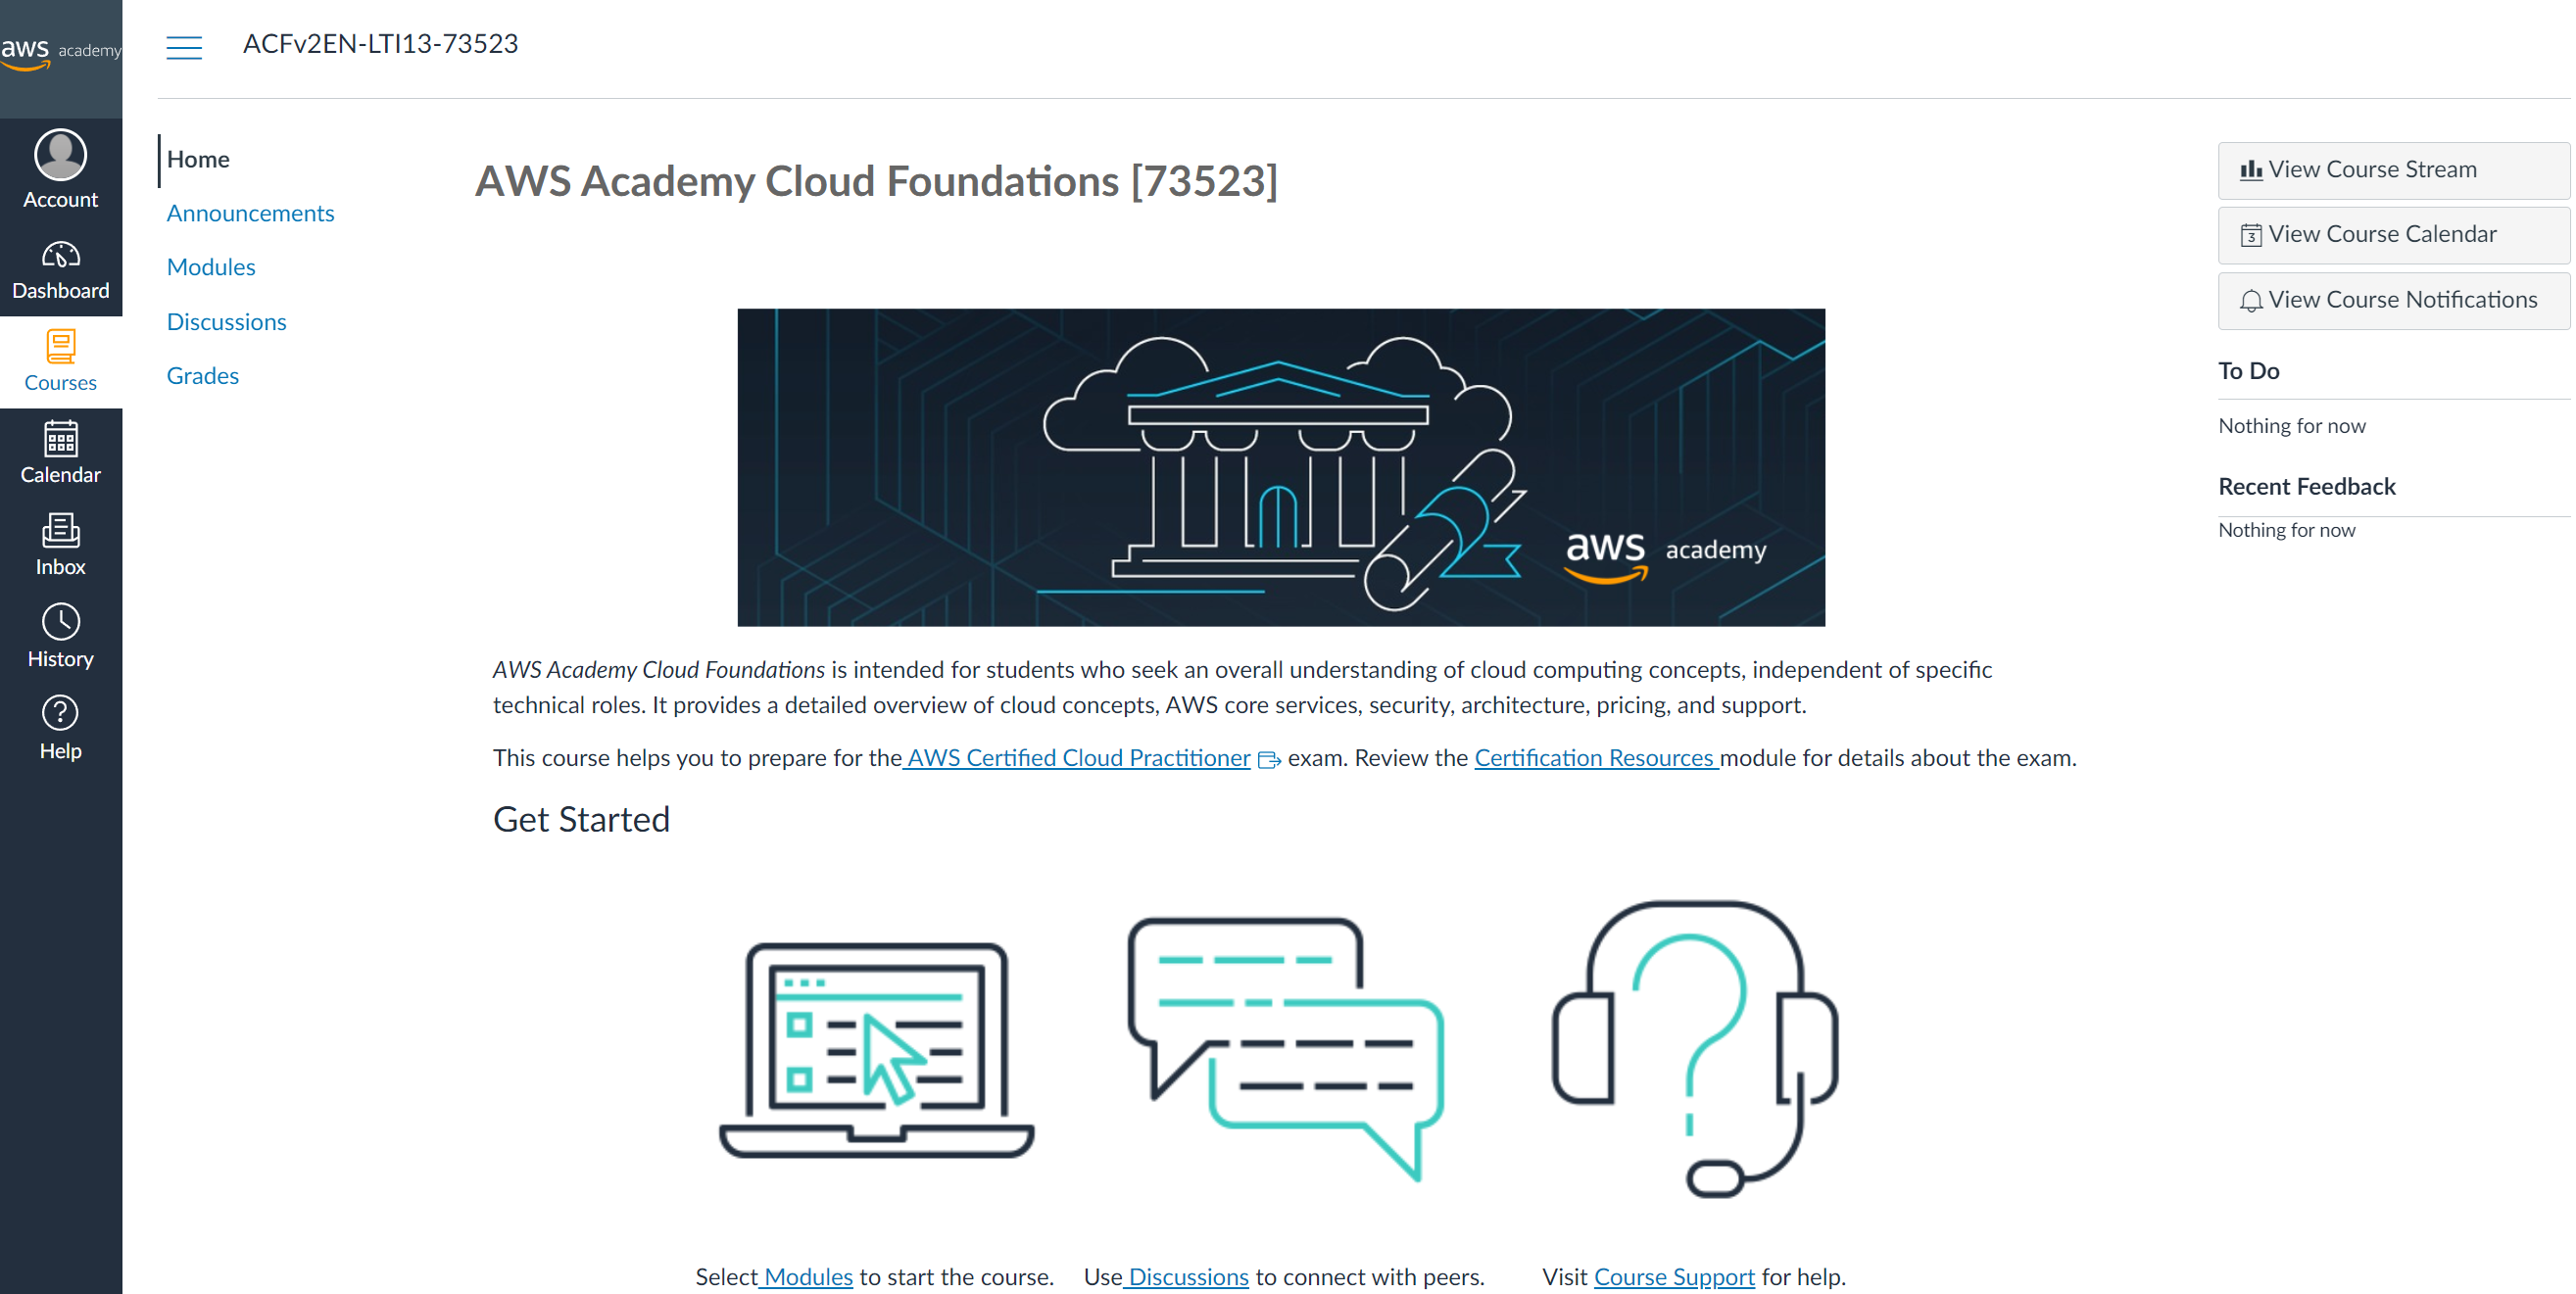 aws academy
ACFv2EN-LTI13-73523
Account
Dashboard
Courses
Calendar
Inbox
History
Help
Home
Announcements
Modules
Discussions
Grades
AWS Academy Cloud Foundations [73523]
aws academy
AWS Academy Cloud Foundations is intended for students who seek an overall understanding of cloud computing concepts, independent of specific
technical roles. It provides a detailed overview of cloud concepts, AWS core services, security, architecture, pricing, and support.
This course helps you to prepare for the AWS Certified Cloud Practitioner exam. Review the Certification Resources module for details about the exam.
Get Started
Select Modules to start the course.
Use Discussions to connect with peers.
Visit Course Support for help.
View Course Stream
3 View Course Calendar
View Course Notifications
To Do
Nothing for now
Recent Feedback
Nothing for now